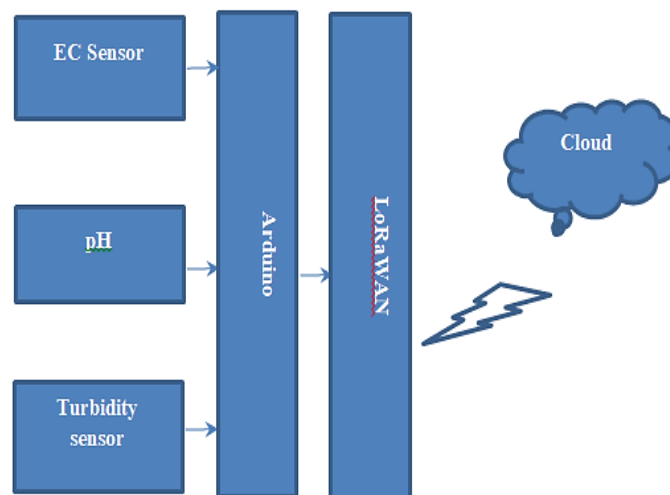 EC Sensor
pH
Turbidity
sensor
Arduino
LoRaWAN
Cloud